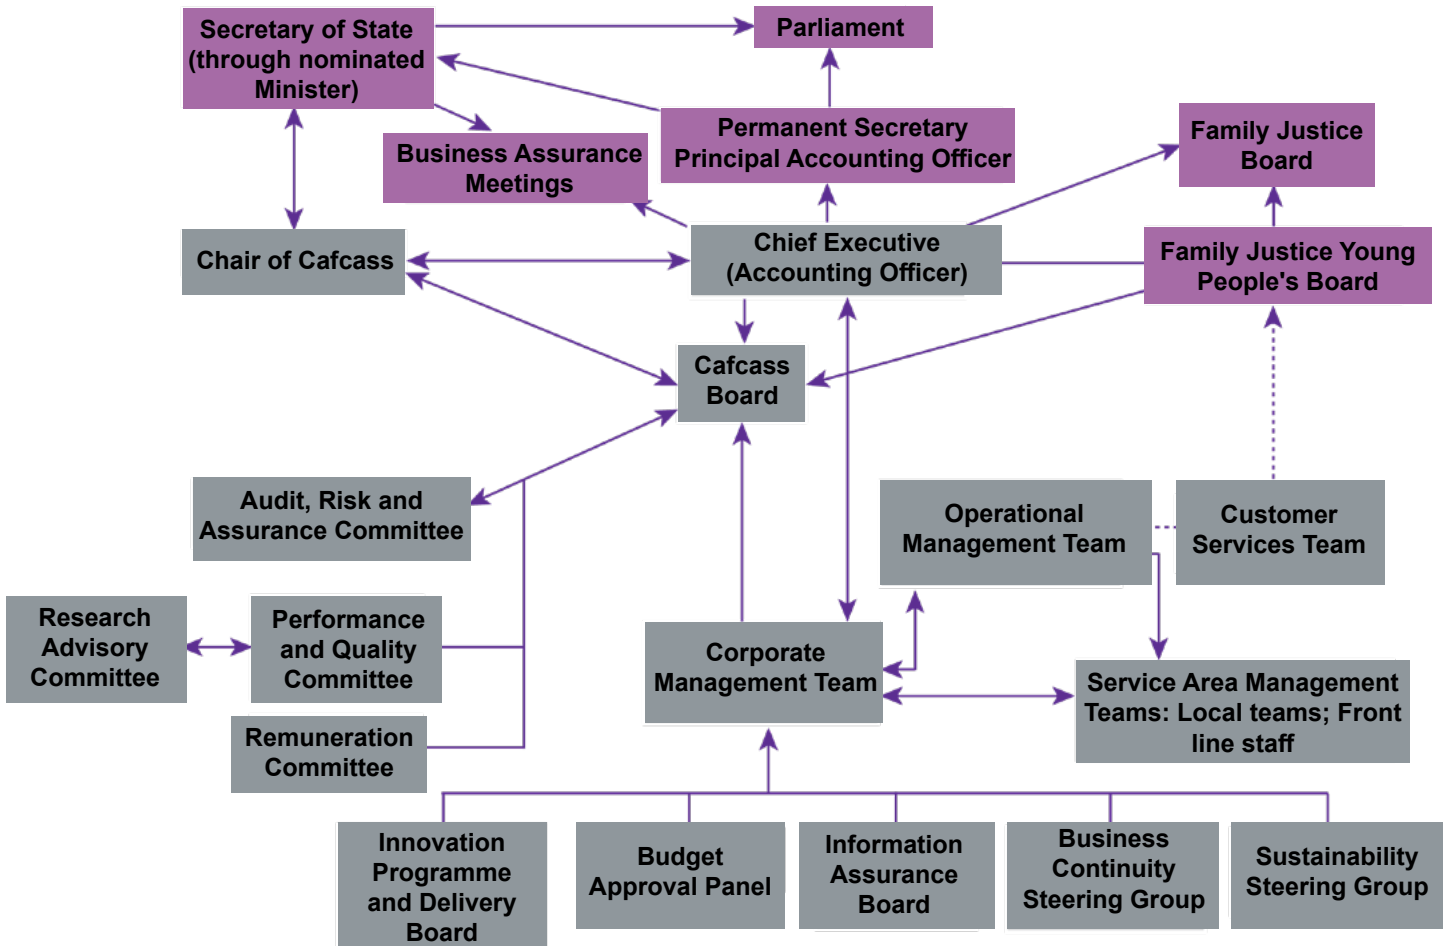 Secretary of State
(through nominated
Minister)
Parliament
Permanent Secretary
Principal Accounting Officer
Business Assurance
Meetings
Family Justice
Board
Chair of Cafcass
Chief Executive
(Accounting Officer)
Family Justice Young
People's Board
Cafcass
Board
Audit, Risk and
Assurance Committee
Operational
Management Team
Customer
Services Team
Research
Advisory
Committee
Performance
and Quality
Committee
Corporate
Management Team
Service Area Management
Teams: Local teams; Front
line staff
Remuneration
Committee
Innovation
Programme
and Delivery
Board
Budget
Approval Panel
Information
Assurance
Board
Business
Continuity
Steering Group
Sustainability
Steering Group